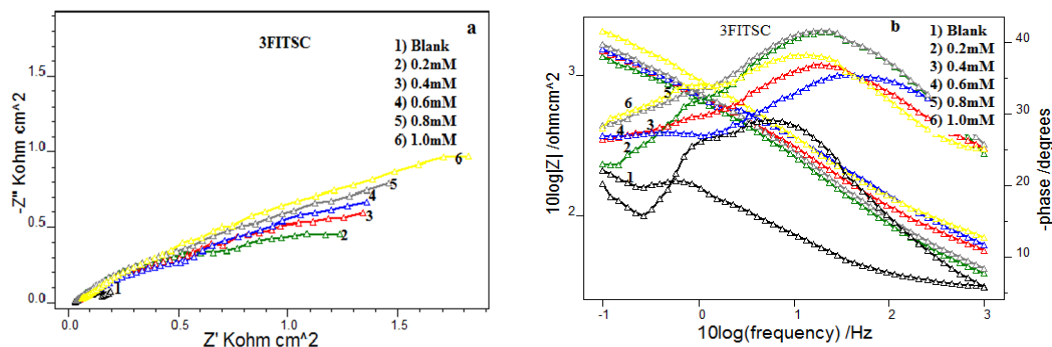 3FITSC
a
1) Blank
2) 0.2mM
3) 0.4mM
4) 0.6mM
5) 0.8mM
6) 1.0mM
-Z'' Kohm cm^2
1.5
1.0
0.5
0.0
6
5
4
3
2
1
0.0
0.5
1.0
1.5
Z' Kohm cm^2
3FITSC
b
1) Blank
2) 0.2mM
3) 0.4mM
4) 0.6mM
5) 0.8mM
6) 1.0mM
10log|Z| /ohmcm^2
3
2
5
6
4
3
2
1
40
30
20
10
-phase /degrees
-1
0
1
2
3
10log(frequency) /Hz